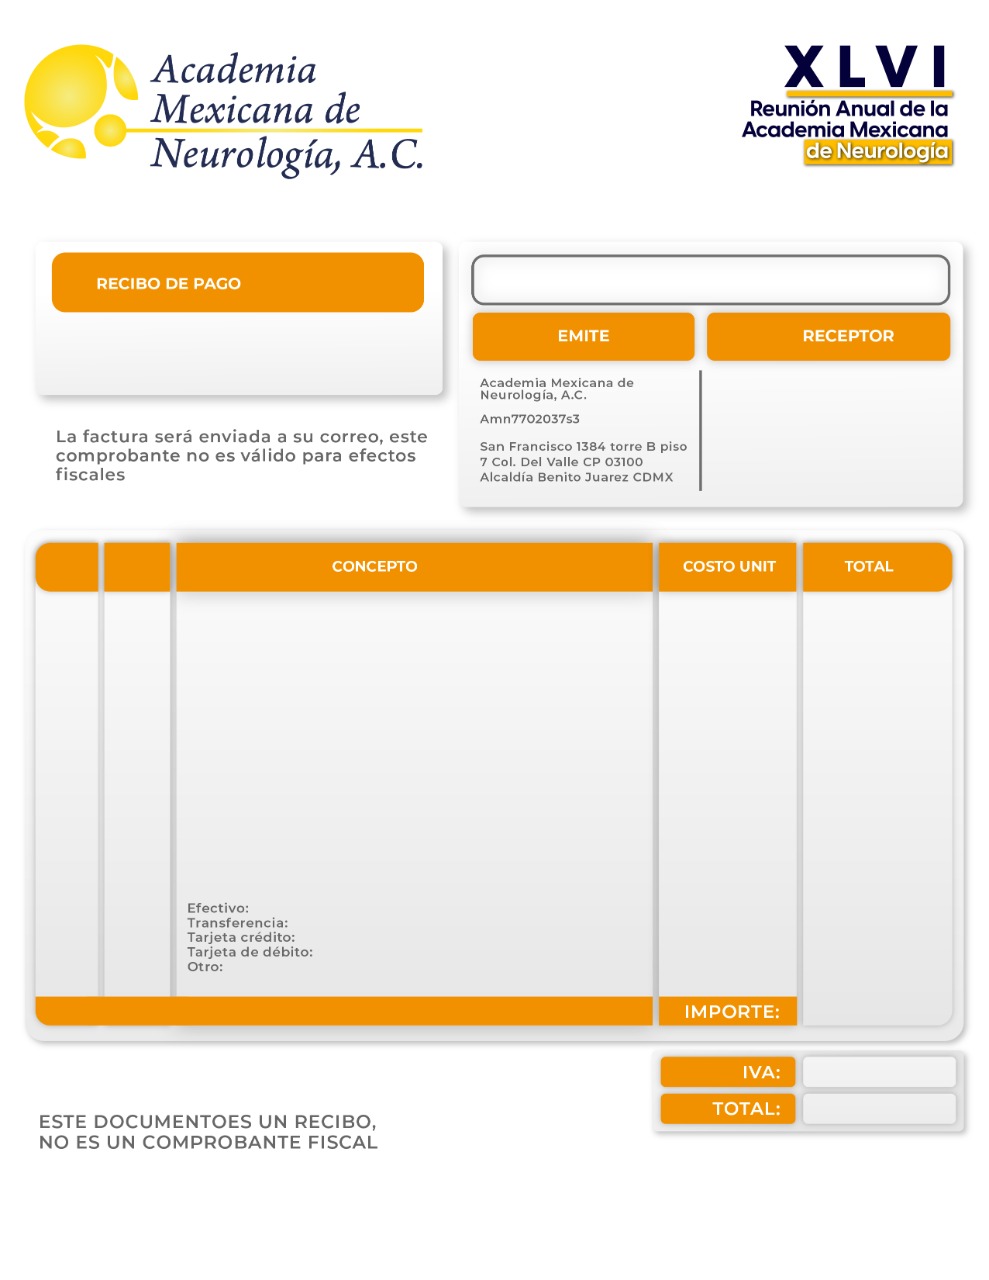 Academia
Mexicana de
Neurología, A.C.
XLVI
Reunión Anual de la
Academia Mexicana
de Neurología
RECIBO DE PAGO
La factura será enviada a su correo, este
comprobante no es válido para efectos
fiscales
EMITE
RECEPTOR
Academia Mexicana de
Neurología, A.C.
Amn7702037s3
San Francisco 1384 torre B piso
7 Col. Del Valle CP 03100
Alcaldía Benito Juarez CDMX
CONCEPTO
COSTO UNIT
TOTAL
Efectivo:
Transferencia:
Tarjeta crédito:
Tarjeta de débito:
Otro:
IMPORTE:
IVA:
TOTAL:
ESTE DOCUMENTOES UN RECIBO,
NO ES UN COMPROBANTE FISCAL